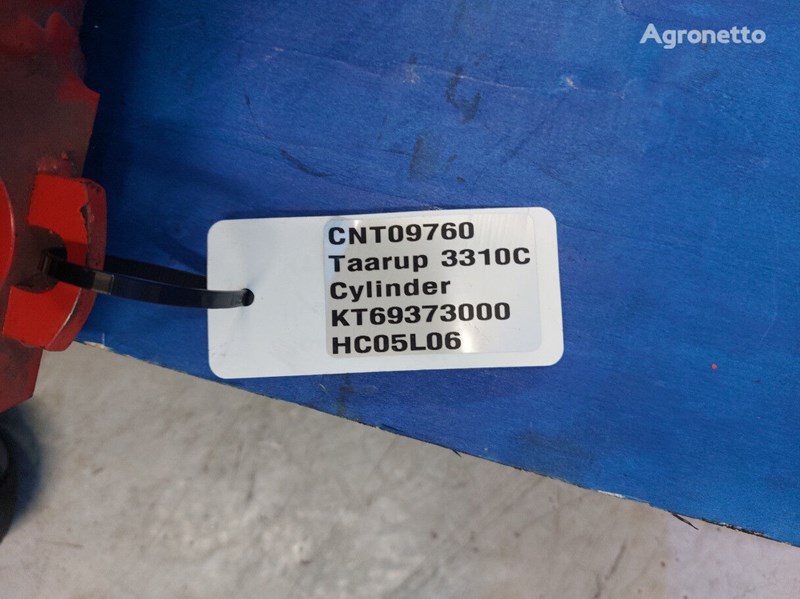 Agronetto
CNT09760
Taarup 3310C
Cylinder
KT69373000
HC05L06